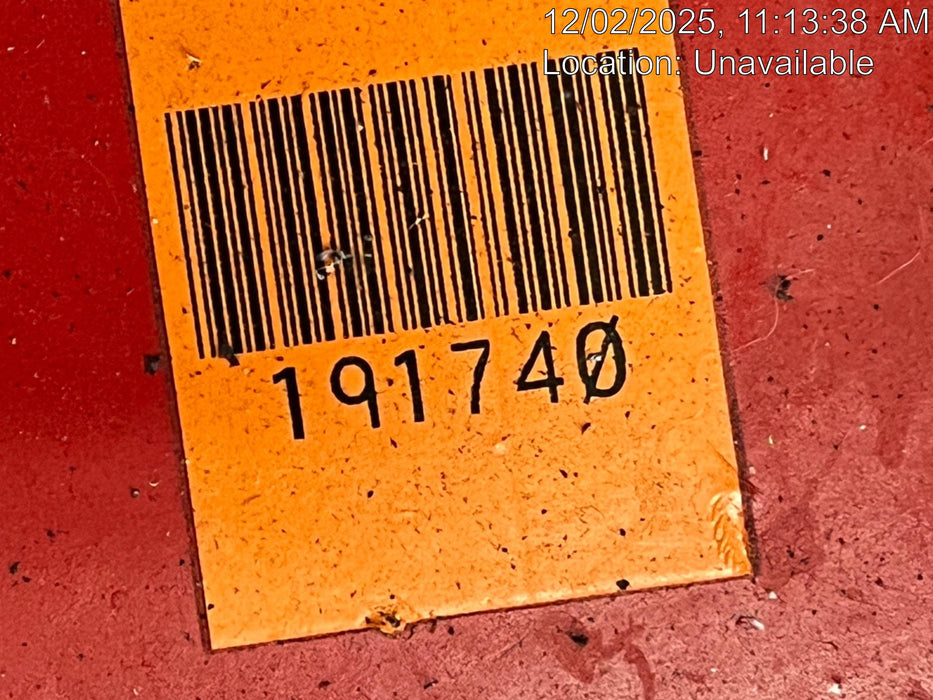 12/02/2025, 11:13:38 AM
Location: Unavailable
191740